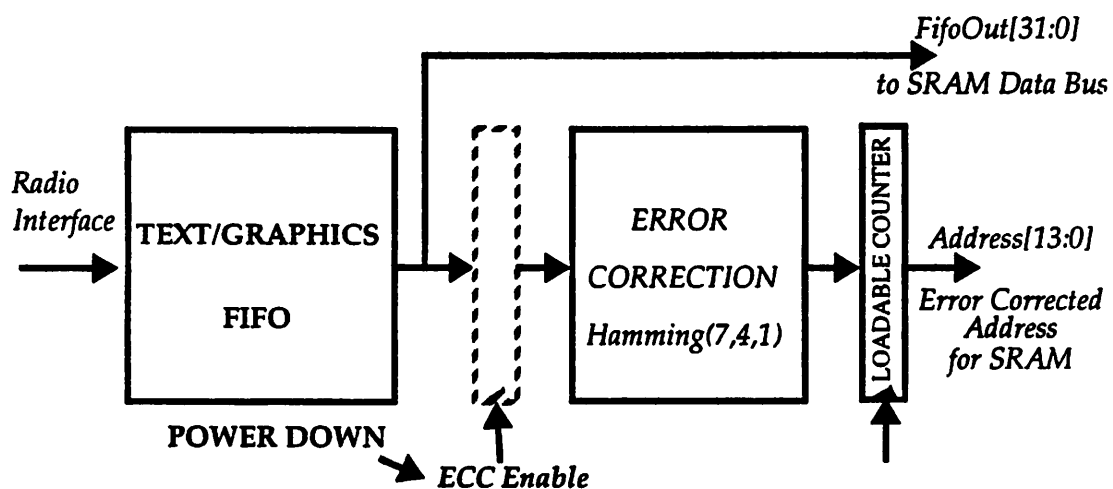 FifoOut[31:0]
to SRAM Data Bus
Radio
Interface
TEXT/GRAPHICS
FIFO
ERROR
CORRECTION
Hamming(7,4,1)
LOADABLE COUNTER
Address[13:0]
Error Corrected
Address
for SRAM
POWER DOWN
ECC Enable